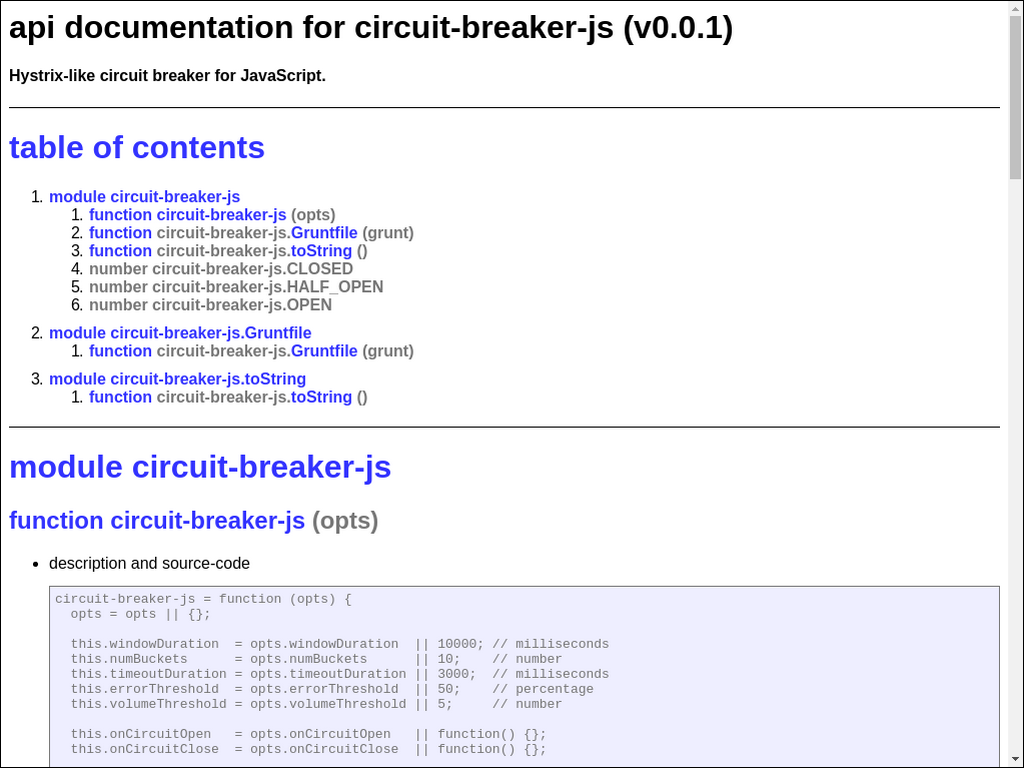 api documentation for circuit-breaker-js (v0.0.1)
Hystrix-like circuit breaker for JavaScript.
table of contents
1. module circuit-breaker-js
1. function circuit-breaker-js (opts)
2. function circuit-breaker-js.Gruntfile (grunt)
3. function circuit-breaker-js.toString ()
4. number circuit-breaker-js.CLOSED
5. number circuit-breaker-js.HALF_OPEN
6. number circuit-breaker-js.OPEN
2. module circuit-breaker-js.Gruntfile
1. function circuit-breaker-js.Gruntfile (grunt)
3. module circuit-breaker-js.toString
1. function circuit-breaker-js.toString ()
module circuit-breaker-js
function circuit-breaker-js (opts)
• description and source-code
circuit-breaker-js = function (opts) {
  opts = opts || {};
  this.windowDuration  = opts.windowDuration  || 10000; // milliseconds
  this.numBuckets      = opts.numBuckets      || 10;    // number
  this.timeoutDuration = opts.timeoutDuration || 3000;  // milliseconds
  this.errorThreshold  = opts.errorThreshold  || 50;    // percentage
  this.volumeThreshold = opts.volumeThreshold || 5;     // number
  this.onCircuitOpen   = opts.onCircuitOpen   || function() {};
  this.onCircuitClose  = opts.onCircuitClose  || function() {};